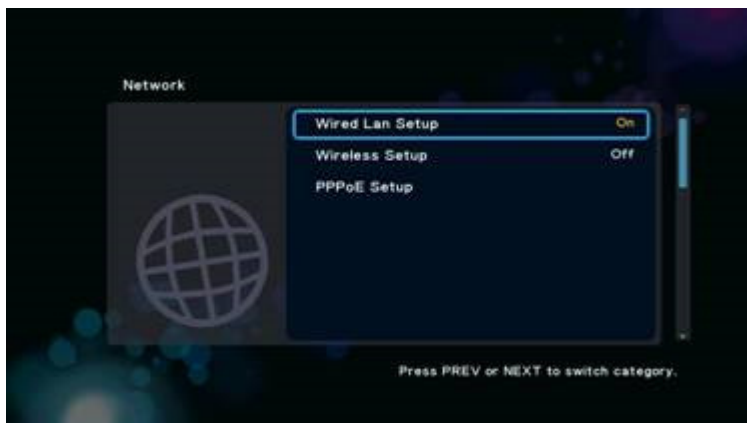 Network
Wired Lan Setup On
Wireless Setup Off
PPPoE Setup
Press PREV or NEXT to switch category.